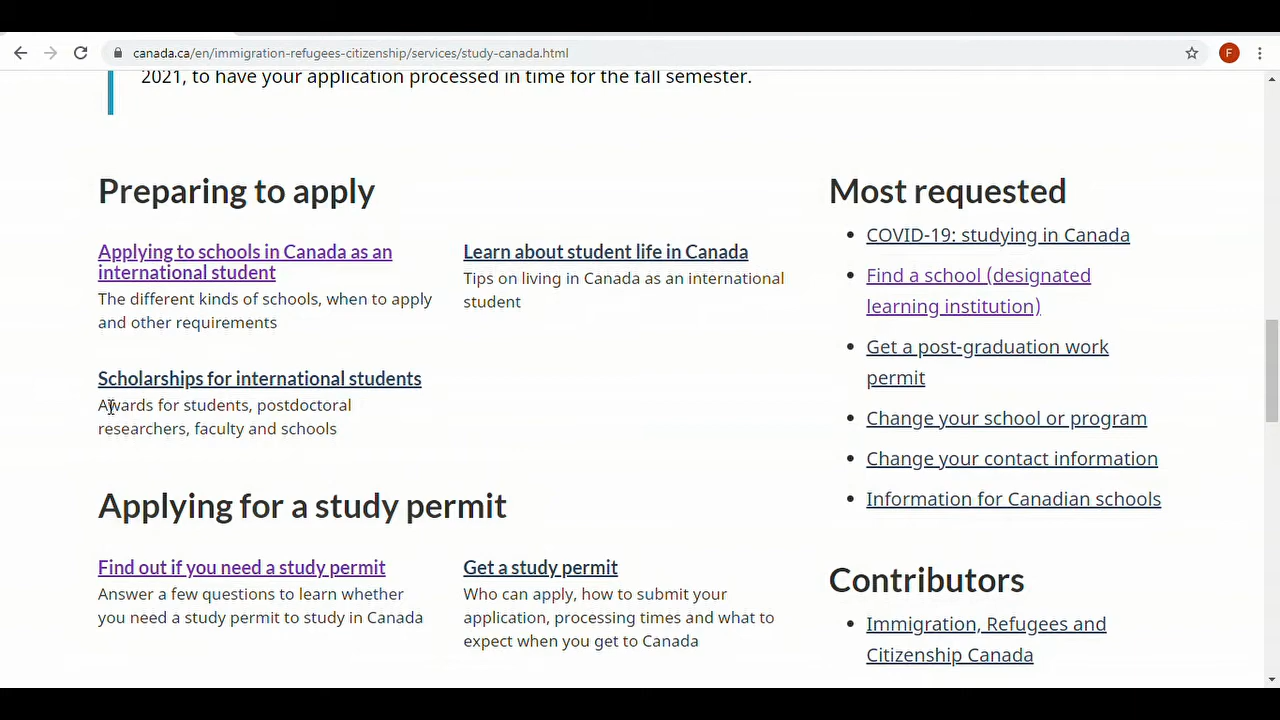 canada.ca/en/immigration-refugees-citizenship/services/study-canada.html
F
2021, to have your application processed in time for the fall semester.
Preparing to apply
Applying to schools in Canada as an
international student
The different kinds of schools, when to apply
and other requirements
Learn about student life in Canada
Tips on living in Canada as an international
student
Scholarships for international students
Awards for students, postdoctoral
researchers, faculty and schools
Applying for a study permit
Find out if you need a study permit
Answer a few questions to learn whether
you need a study permit to study in Canada
Get a study permit
Who can apply, how to submit your
application, processing times and what to
expect when you get to Canada
Most requested
COVID-19: studying in Canada
Find a school (designated
learning institution)
Get a post-graduation work
permit
Change your school or program
Change your contact information
Information for Canadian schools
Contributors
Immigration, Refugees and
Citizenship Canada